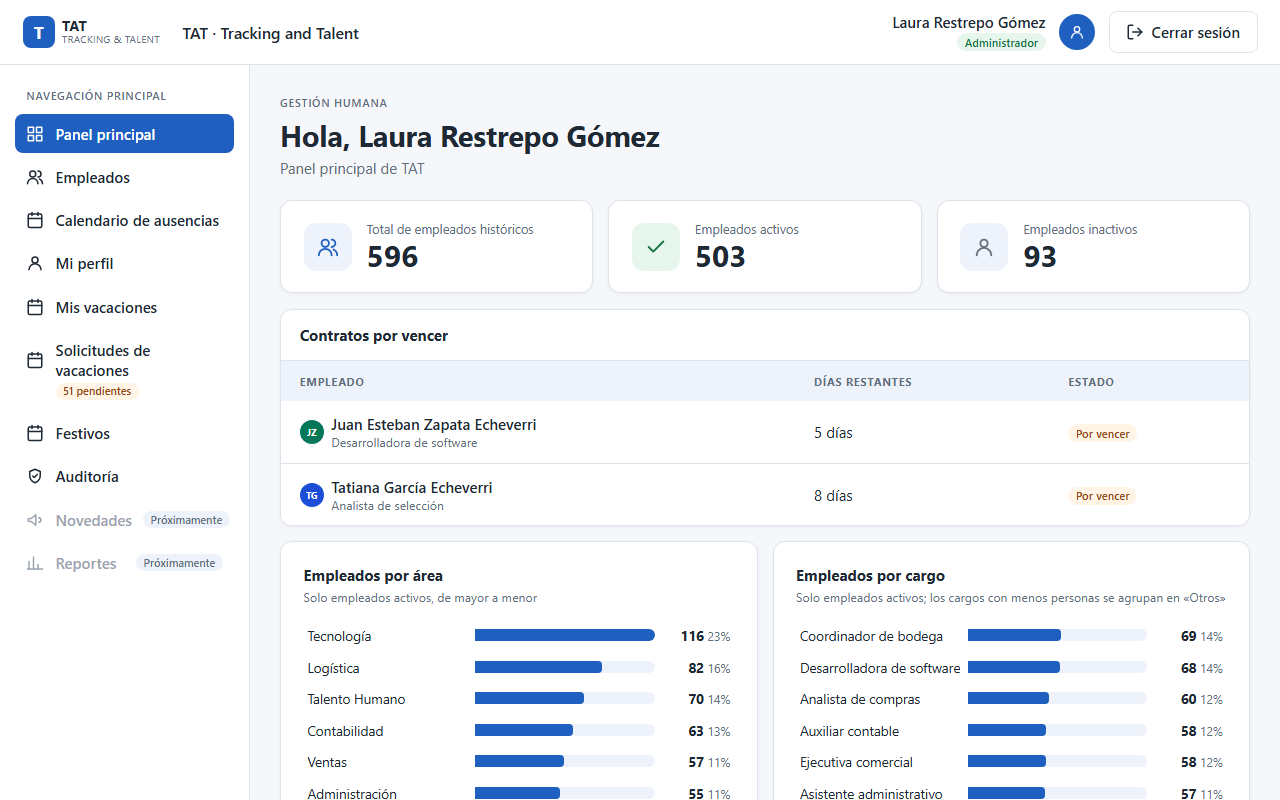 T
TAT
TRACKING & TALENT
TAT · Tracking and Talent
Laura Restrepo Gómez
Administrador
Cerrar sesión
NAVEGACIÓN PRINCIPAL
Panel principal
Empleados
Calendario de ausencias
Mi perfil
Mis vacaciones
Solicitudes de
vacaciones
51 pendientes
Festivos
Auditoría
Novedades Próximamente
Reportes Próximamente
GESTIÓN HUMANA
Hola, Laura Restrepo Gómez
Panel principal de TAT
Total de empleados históricos
596
Empleados activos
503
Empleados inactivos
93
Contratos por vencer
EMPLEADO DÍAS RESTANTES ESTADO
JZ Juan Esteban Zapata Echeverri
Desarrolladora de software
5 días Por vencer
TG Tatiana García Echeverri
Analista de selección
8 días Por vencer
Empleados por área
Solo empleados activos, de mayor a menor
Tecnología 116 23%
Logística 82 16%
Talento Humano 70 14%
Contabilidad 63 13%
Ventas 57 11%
Administración 55 11%
Empleados por cargo
Solo empleados activos; los cargos con menos personas se agrupan en «Otros»
Coordinador de bodega 69 14%
Desarrolladora de software 68 14%
Analista de compras 60 12%
Auxiliar contable 58 12%
Ejecutiva comercial 58 12%
Asistente administrativo 57 11%